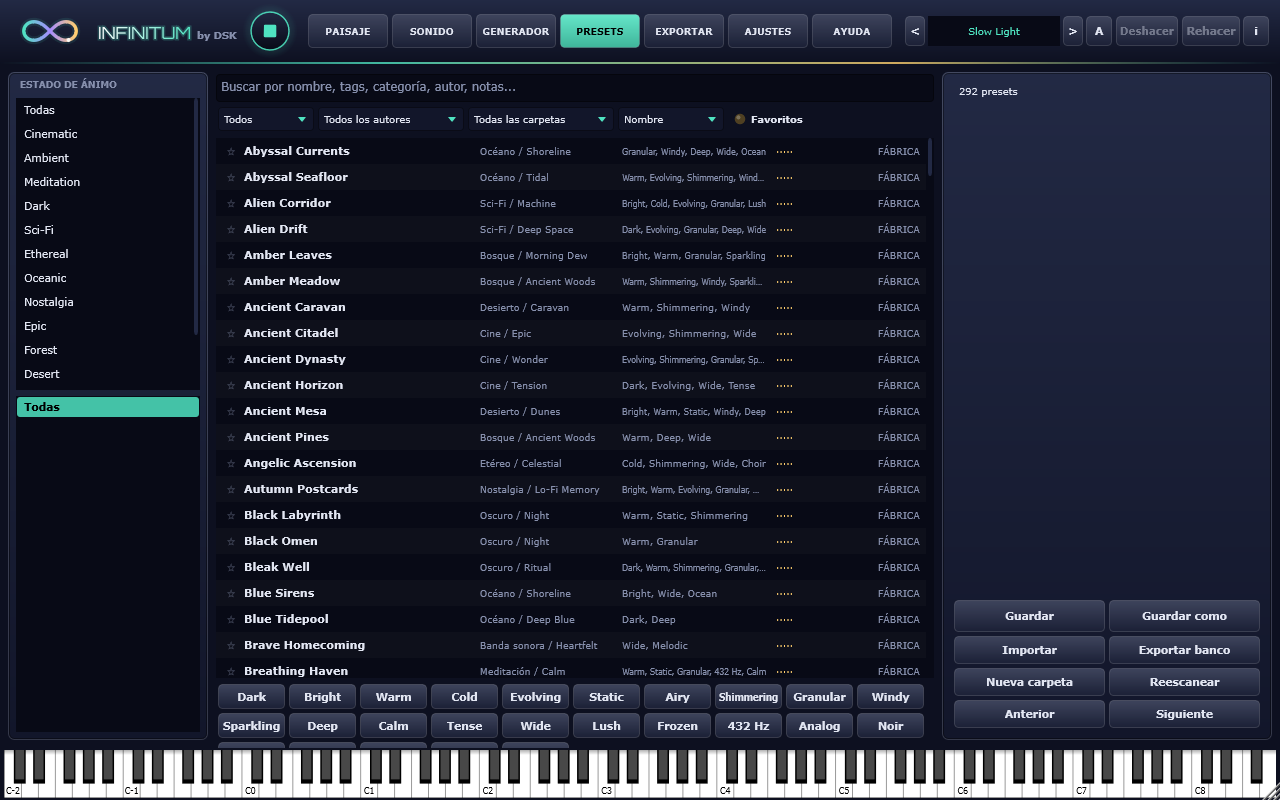 INFINITUM by DSK
PAISAJE SONIDO GENERADOR PRESETS EXPORTAR AJUSTES AYUDA < Slow Light > A Deshacer Rehacer i
ESTADO DE ÁNIMO
Todas
Cinematic
Ambient
Meditation
Dark
Sci-Fi
Ethereal
Oceanic
Nostalgia
Epic
Forest
Desert
Todas
Buscar por nombre, tags, categoría, autor, notas...
Todos Todos los autores Todas las carpetas Nombre Favoritos
☆ Abyssal Currents Océano / Shoreline Granular, Windy, Deep, Wide, Ocean ····· FÁBRICA
☆ Abyssal Seafloor Océano / Tidal Warm, Evolving, Shimmering, Wind... ····· FÁBRICA
☆ Alien Corridor Sci-Fi / Machine Bright, Cold, Evolving, Granular, Lush ····· FÁBRICA
☆ Alien Drift Sci-Fi / Deep Space Dark, Evolving, Granular, Deep, Wide ····· FÁBRICA
☆ Amber Leaves Bosque / Morning Dew Bright, Warm, Granular, Sparkling ····· FÁBRICA
☆ Amber Meadow Bosque / Ancient Woods Warm, Shimmering, Windy, Sparkli... ····· FÁBRICA
☆ Ancient Caravan Desierto / Caravan Warm, Shimmering, Windy ····· FÁBRICA
☆ Ancient Citadel Cine / Epic Evolving, Shimmering, Wide ····· FÁBRICA
☆ Ancient Dynasty Cine / Wonder Evolving, Shimmering, Granular, Sp... ····· FÁBRICA
☆ Ancient Horizon Cine / Tension Dark, Evolving, Wide, Tense ····· FÁBRICA
☆ Ancient Mesa Desierto / Dunes Bright, Warm, Static, Windy, Deep ····· FÁBRICA
☆ Ancient Pines Bosque / Ancient Woods Warm, Deep, Wide ····· FÁBRICA
☆ Angelic Ascension Etéreo / Celestial Cold, Shimmering, Wide, Choir ····· FÁBRICA
☆ Autumn Postcards Nostalgia / Lo-Fi Memory Bright, Warm, Evolving, Granular, ... ····· FÁBRICA
☆ Black Labyrinth Oscuro / Night Warm, Static, Shimmering ····· FÁBRICA
☆ Black Omen Oscuro / Night Warm, Granular ····· FÁBRICA
☆ Bleak Well Oscuro / Ritual Dark, Warm, Shimmering, Granular,... ····· FÁBRICA
☆ Blue Sirens Océano / Shoreline Bright, Wide, Ocean ····· FÁBRICA
☆ Blue Tidepool Océano / Deep Blue Dark, Deep ····· FÁBRICA
☆ Brave Homecoming Banda sonora / Heartfelt Wide, Melodic ····· FÁBRICA
☆ Breathing Haven Meditación / Calm Warm, Static, Granular, 432 Hz, Calm ····· FÁBRICA
Dark Bright Warm Cold Evolving Static Airy Shimmering Granular Windy
Sparkling Deep Calm Tense Wide Lush Frozen 432 Hz Analog Noir
292 presets
Guardar Guardar como
Importar Exportar banco
Nueva carpeta Reescanear
Anterior Siguiente
C-2 C-1 C0 C1 C2 C3 C4 C5 C6 C7 C8